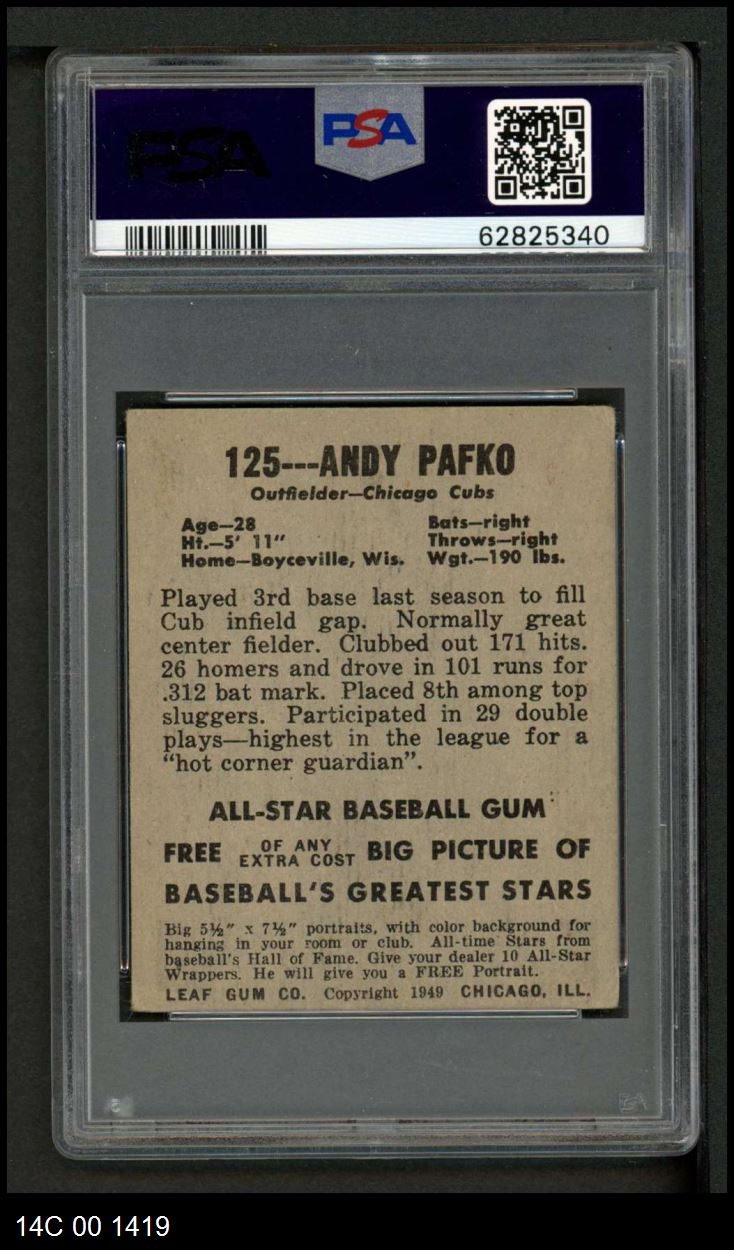 PSA
PSA
62825340
125---ANDY PAFKO
Outfielder—Chicago Cubs
Age—28 Bats—right
Ht.—5' 11" Throws—right
Home—Boyceville, Wis. Wgt.—190 lbs.
Played 3rd base last season to fill
Cub infield gap. Normally great
center fielder. Clubbed out 171 hits.
26 homers and drove in 101 runs for
.312 bat mark. Placed 8th among top
sluggers. Participated in 29 double
plays—highest in the league for a
"hot corner guardian".
ALL-STAR BASEBALL GUM
FREE OF ANY EXTRA COST BIG PICTURE OF
BASEBALL'S GREATEST STARS
Big 5½" x 7½" portraits, with color background for
hanging in your room or club. All-time Stars from
baseball's Hall of Fame. Give your dealer 10 All-Star
Wrappers. He will give you a FREE Portrait.
LEAF GUM CO. Copyright 1949 CHICAGO, ILL.
PSA
14C 00 1419